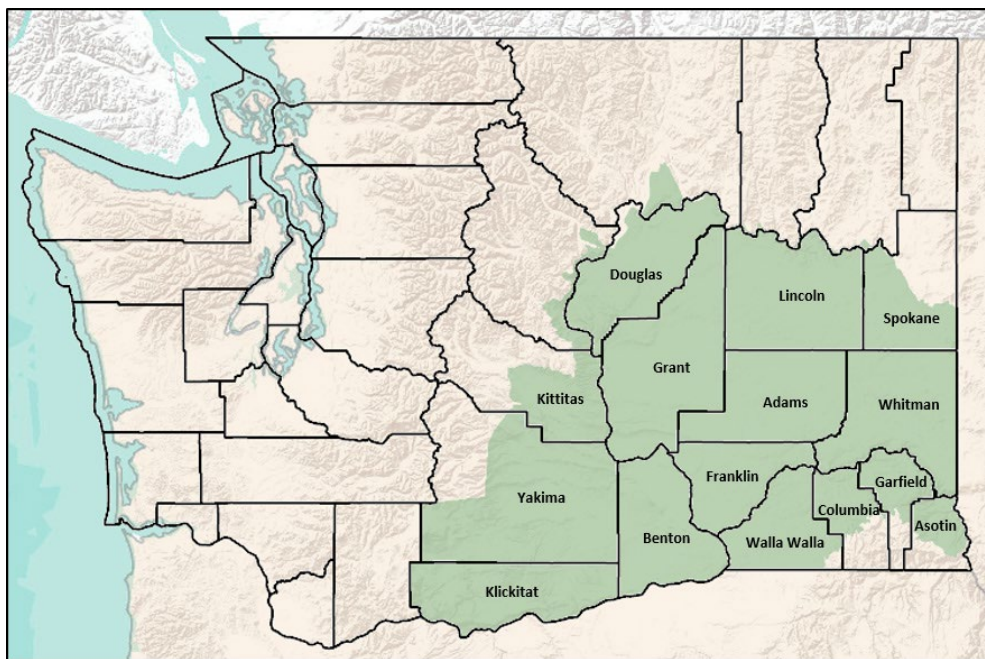 Douglas
Lincoln
Spokane
Grant
Kittitas
Adams
Whitman
Franklin
Garfield
Yakima
Columbia
Asotin
Benton
Walla Walla
Klickitat